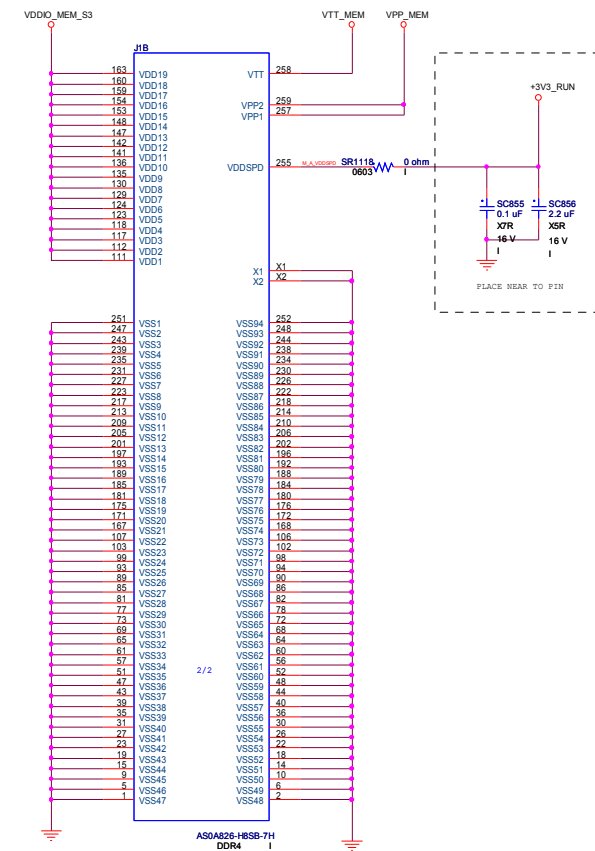 VDDIO_MEM_S3
VTT_MEM VPP_MEM
J1B
+3V3_RUN
163 VDD19 VTT 258
160 VDD18
159 VDD17
154 VDD16 VPP2 259
153 VDD15 VPP1 257
148 VDD14
147 VDD13
142 VDD12
141 VDD11
136 VDD10 VDDSPD 255 M_A_VDDSPD SR1118 0 ohm
135 VDD9 0603 I
130 VDD8
129 VDD7
124 VDD6
123 VDD5
118 VDD4
117 VDD3
112 VDD2
111 VDD1
SC855 SC856
0.1 uF 2.2 uF
X7R X5R
16 V 16 V
I I
X1 X1
X2 X2
PLACE NEAR TO PIN
251 VSS1 VSS94 252
247 VSS2 VSS93 248
243 VSS3 VSS92 244
239 VSS4 VSS91 238
235 VSS5 VSS90 234
231 VSS6 VSS89 230
227 VSS7 VSS88 226
223 VSS8 VSS87 222
217 VSS9 VSS86 218
213 VSS10 VSS85 214
209 VSS11 VSS84 210
205 VSS12 VSS83 206
201 VSS13 VSS82 202
197 VSS14 VSS81 196
193 VSS15 VSS80 192
189 VSS16 VSS79 188
185 VSS17 VSS78 184
181 VSS18 VSS77 180
175 VSS19 VSS76 176
171 VSS20 VSS75 172
167 VSS21 VSS74 168
107 VSS22 VSS73 106
103 VSS23 VSS72 102
99 VSS24 VSS71 98
93 VSS25 VSS70 94
89 VSS26 VSS69 90
85 VSS27 VSS68 86
81 VSS28 VSS67 82
77 VSS29 VSS66 78
73 VSS30 VSS65 72
69 VSS31 VSS64 68
65 VSS32 VSS63 64
61 VSS33 VSS62 60
57 VSS34 VSS61 56
51 VSS35 VSS60 52
47 VSS36 VSS59 48
43 VSS37 VSS58 44
39 VSS38 VSS57 40
35 VSS39 VSS56 36
31 VSS40 VSS55 30
27 VSS41 VSS54 26
23 VSS42 VSS53 22
19 VSS43 VSS52 18
15 VSS44 VSS51 14
9 VSS45 VSS50 10
5 VSS46 VSS49 6
1 VSS47 VSS48 2
2/2
AS0A826-H8SB-7H
DDR4 I